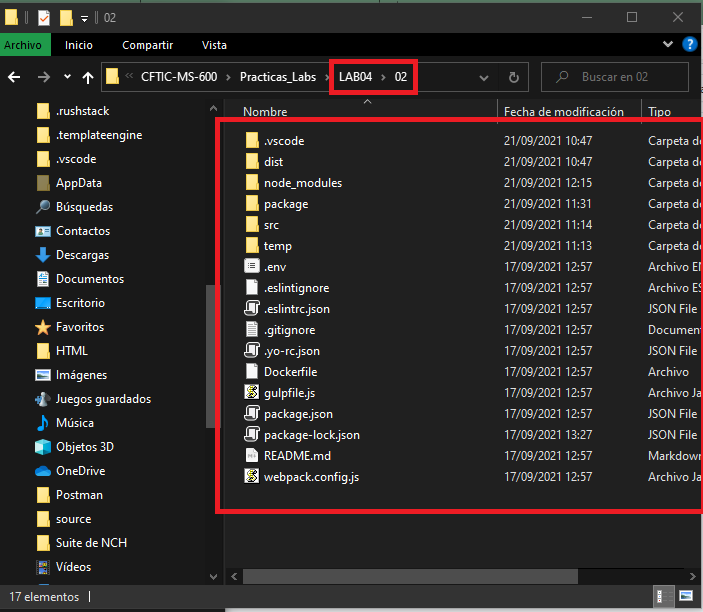 02
Archivo Inicio Compartir Vista
CFTIC-MS-600 Practicas_Labs LAB04 02 Buscar en 02
.rushstack
.templateengine
.vscode
AppData
Búsquedas
Contactos
Descargas
Documentos
Escritorio
Favoritos
HTML
Imágenes
Juegos guardados
Música
Objetos 3D
OneDrive
Postman
source
Suite de NCH
Vídeos
Nombre Fecha de modificación Tipo
.vscode 21/09/2021 10:47 Carpeta de
dist 21/09/2021 10:47 Carpeta de
node_modules 21/09/2021 12:15 Carpeta de
package 21/09/2021 11:31 Carpeta de
src 21/09/2021 11:14 Carpeta de
temp 21/09/2021 11:13 Carpeta de
.env 17/09/2021 12:57 Archivo EN
.eslintignore 17/09/2021 12:57 Archivo ES
.eslintrc.json 17/09/2021 12:57 JSON File
.gitignore 17/09/2021 12:57 Document
.yo-rc.json 17/09/2021 12:57 JSON File
Dockerfile 17/09/2021 12:57 Archivo
gulpfile.js 17/09/2021 12:57 Archivo Ja
package.json 17/09/2021 12:57 JSON File
package-lock.json 17/09/2021 13:27 JSON File
README.md 17/09/2021 12:57 Markdown
webpack.config.js 17/09/2021 12:57 Archivo Ja
17 elementos